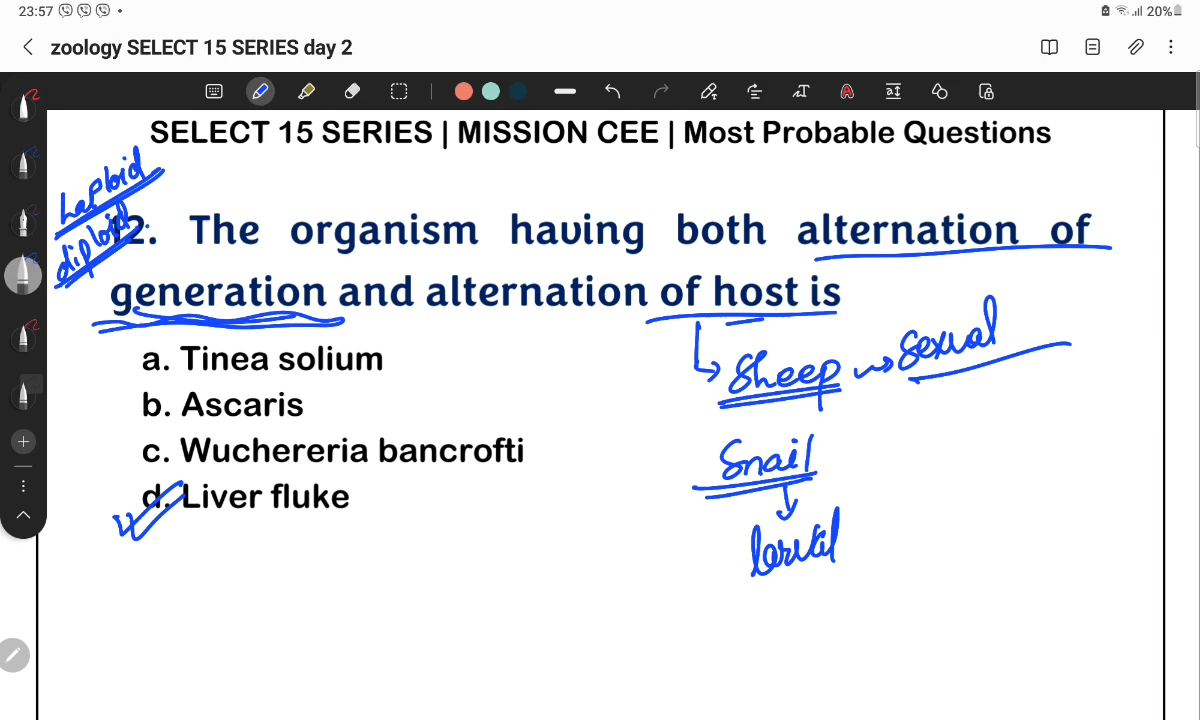 23:57
20%
zoology SELECT 15 SERIES day 2
SELECT 15 SERIES | MISSION CEE | Most Probable Questions
haploid
diploid
12. The organism having both alternation of
generation and alternation of host is
a. Tinea solium
b. Ascaris
c. Wuchereria bancrofti
d. Liver fluke
Sheep → Sexual
Snail
larval